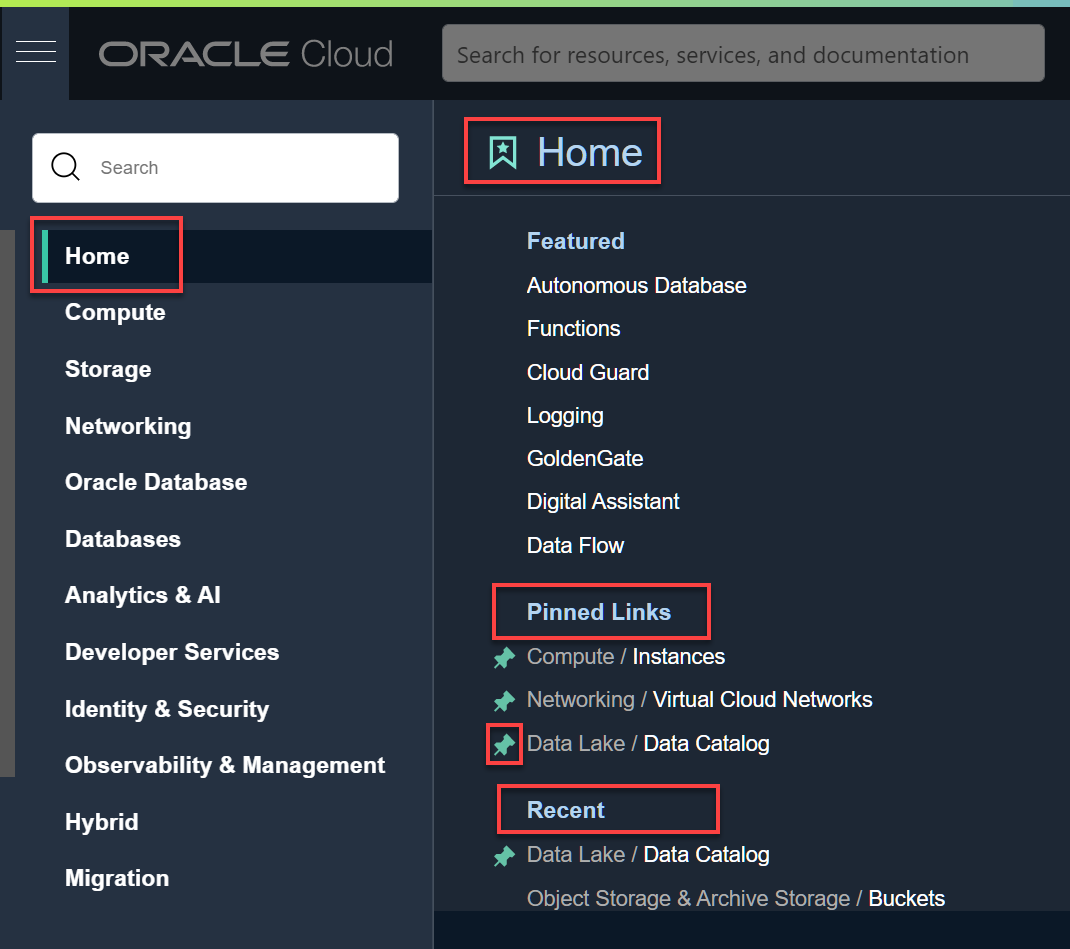 ORACLE Cloud
Search for resources, services, and documentation
Search
Home
Compute
Storage
Networking
Oracle Database
Databases
Analytics & AI
Developer Services
Identity & Security
Observability & Management
Hybrid
Migration
Home
Featured
Autonomous Database
Functions
Cloud Guard
Logging
GoldenGate
Digital Assistant
Data Flow
Pinned Links
Compute / Instances
Networking / Virtual Cloud Networks
Data Lake / Data Catalog
Recent
Data Lake / Data Catalog
Object Storage & Archive Storage / Buckets